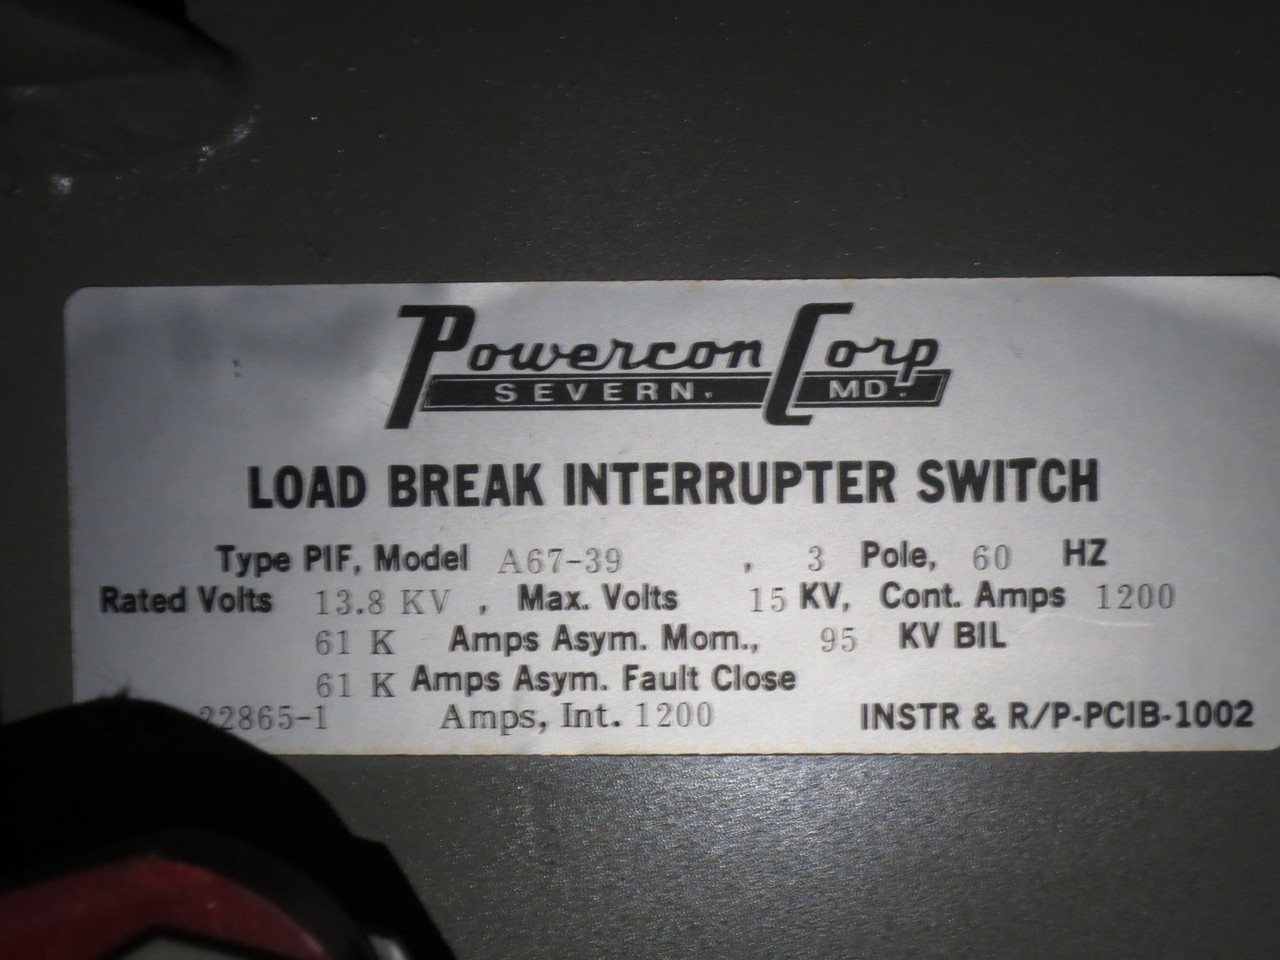 Powercon Corp
SEVERN, MD.
LOAD BREAK INTERRUPTER SWITCH
Type PIF, Model A67-39 , 3 Pole, 60 HZ
Rated Volts 13.8 KV , Max. Volts 15 KV, Cont. Amps 1200
61 K Amps Asym. Mom., 95 KV BIL
61 K Amps Asym. Fault Close
22865-1 Amps, Int. 1200 INSTR & R/P-PCIB-1002